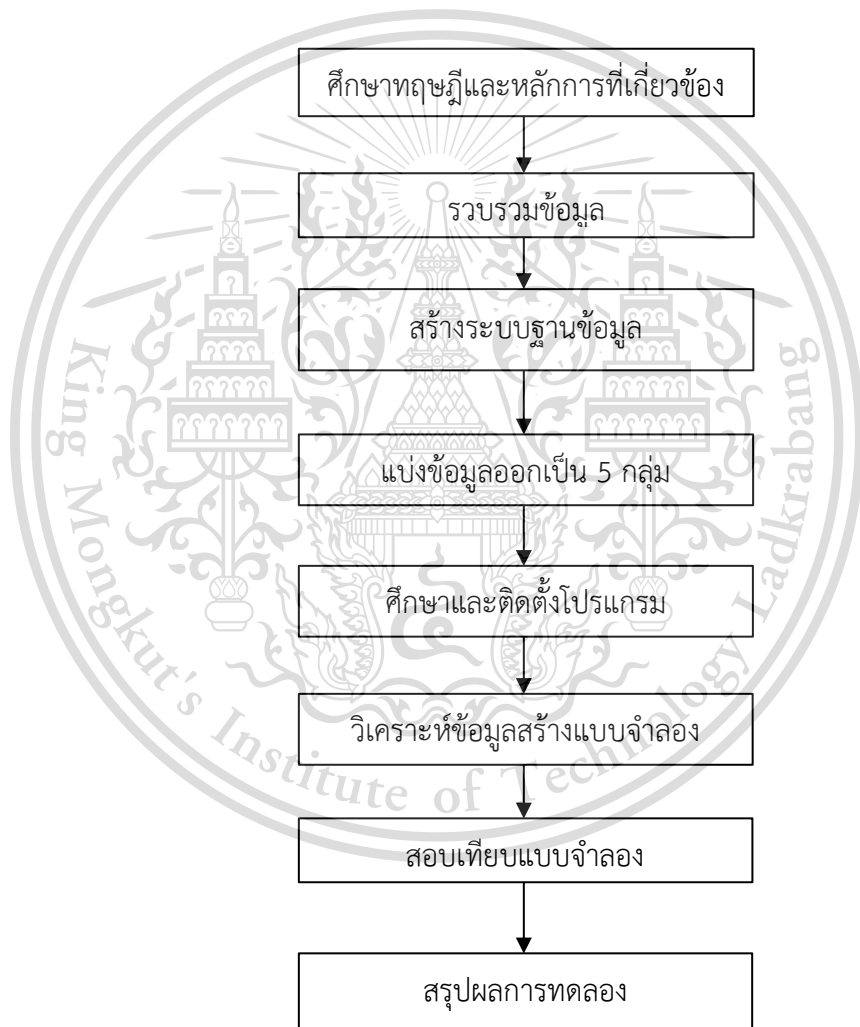 ศึกษาทฤษฎีและหลักการที่เกี่ยวข้อง
รวบรวมข้อมูล
สร้างระบบฐานข้อมูล
แบ่งข้อมูลออกเป็น 5 กลุ่ม
ศึกษาและติดตั้งโปรแกรม
วิเคราะห์ข้อมูลสร้างแบบจำลอง
สอบเทียบแบบจำลอง
สรุปผลการทดลอง
King Mongkut's Institute of Technology Ladkrabang